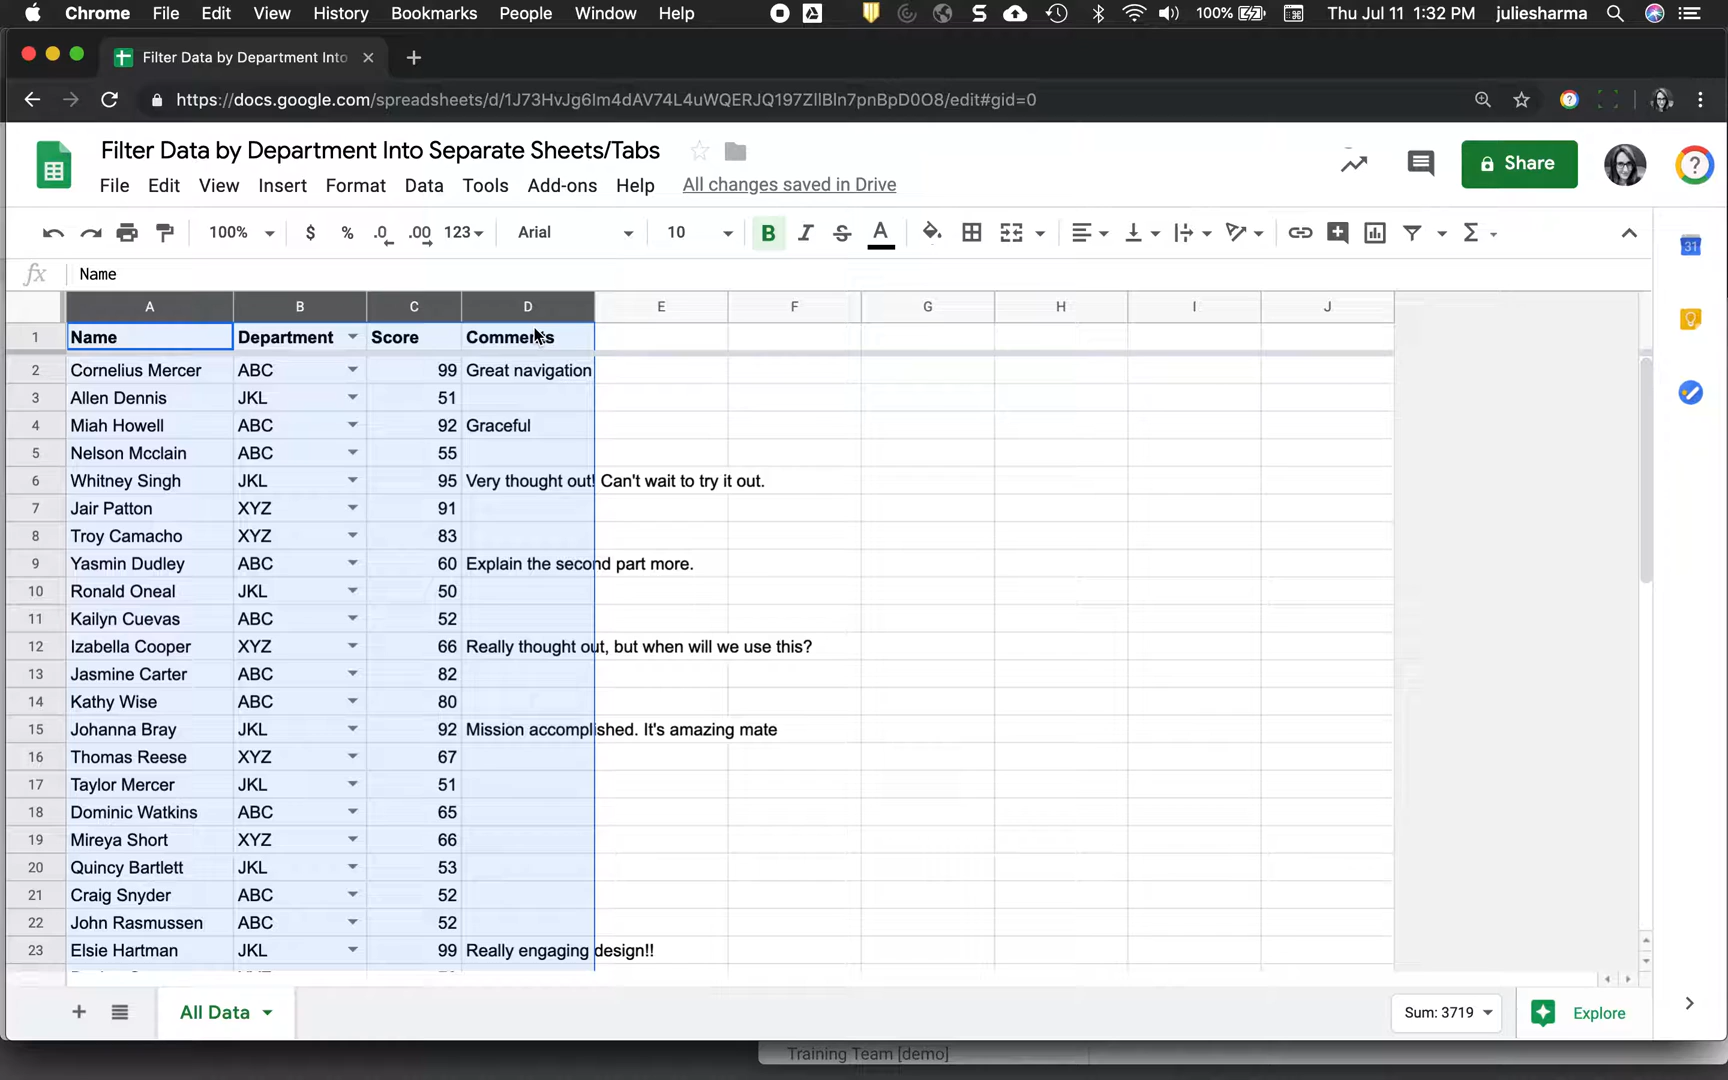 Chrome File Edit View History Bookmarks People Window Help 100% Thu Jul 11 1:32 PM juliesharma
Filter Data by Department Into
https://docs.google.com/spreadsheets/d/1J73HvJg6Im4dAV74L4uWQERJQ197ZllBln7pnBpD0O8/edit#gid=0
Filter Data by Department Into Separate Sheets/Tabs
Share
File Edit View Insert Format Data Tools Add-ons Help All changes saved in Drive
100% $ % .0 .00 123 Arial 10 B I S A
fx Name
A B C D E F G H I J
1 Name Department Score Comments
2 Cornelius Mercer ABC 99 Great navigation
3 Allen Dennis JKL 51
4 Miah Howell ABC 92 Graceful
5 Nelson Mcclain ABC 55
6 Whitney Singh JKL 95 Very thought out! Can't wait to try it out.
7 Jair Patton XYZ 91
8 Troy Camacho XYZ 83
9 Yasmin Dudley ABC 60 Explain the second part more.
10 Ronald Oneal JKL 50
11 Kailyn Cuevas ABC 52
12 Izabella Cooper XYZ 66 Really thought out, but when will we use this?
13 Jasmine Carter ABC 82
14 Kathy Wise ABC 80
15 Johanna Bray JKL 92 Mission accomplished. It's amazing mate
16 Thomas Reese XYZ 67
17 Taylor Mercer JKL 51
18 Dominic Watkins ABC 65
19 Mireya Short XYZ 66
20 Quincy Bartlett JKL 53
21 Craig Snyder ABC 52
22 John Rasmussen ABC 52
23 Elsie Hartman JKL 99 Really engaging design!!
All Data Sum: 3719 Explore
Training Team [demo]